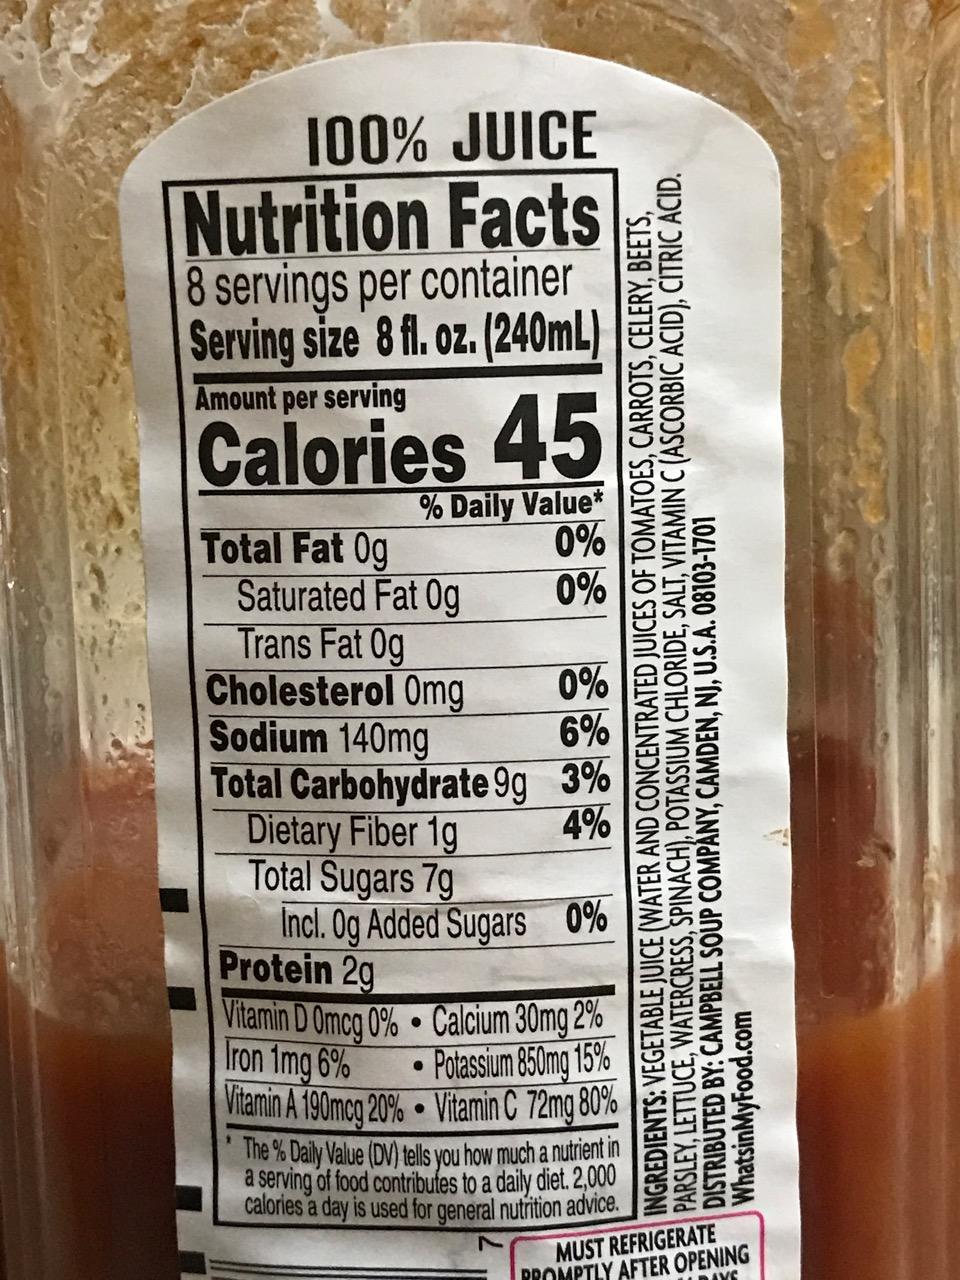 100% JUICE
Nutrition Facts
8 servings per container
Serving size 8 fl. oz. (240mL)
Amount per serving
Calories 45
% Daily Value*
Total Fat 0g 0%
Saturated Fat 0g 0%
Trans Fat 0g
Cholesterol 0mg 0%
Sodium 140mg 6%
Total Carbohydrate 9g 3%
Dietary Fiber 1g 4%
Total Sugars 7g
Incl. 0g Added Sugars 0%
Protein 2g
Vitamin D 0mcg 0% • Calcium 30mg 2%
Iron 1mg 6% • Potassium 850mg 15%
Vitamin A 190mcg 20% • Vitamin C 72mg 80%
* The % Daily Value (DV) tells you how much a nutrient in
a serving of food contributes to a daily diet. 2,000
calories a day is used for general nutrition advice.
INGREDIENTS: VEGETABLE JUICE (WATER AND CONCENTRATED JUICES OF TOMATOES, CARROTS, CELERY, BEETS,
PARSLEY, LETTUCE, WATERCRESS, SPINACH), POTASSIUM CHLORIDE, SALT, VITAMIN C (ASCORBIC ACID), CITRIC ACID.
DISTRIBUTED BY: CAMPBELL SOUP COMPANY, CAMDEN, NJ, U.S.A. 08103-1701
WhatsinMyFood.com
7
MUST REFRIGERATE
PROMPTLY AFTER OPENING
DAYS